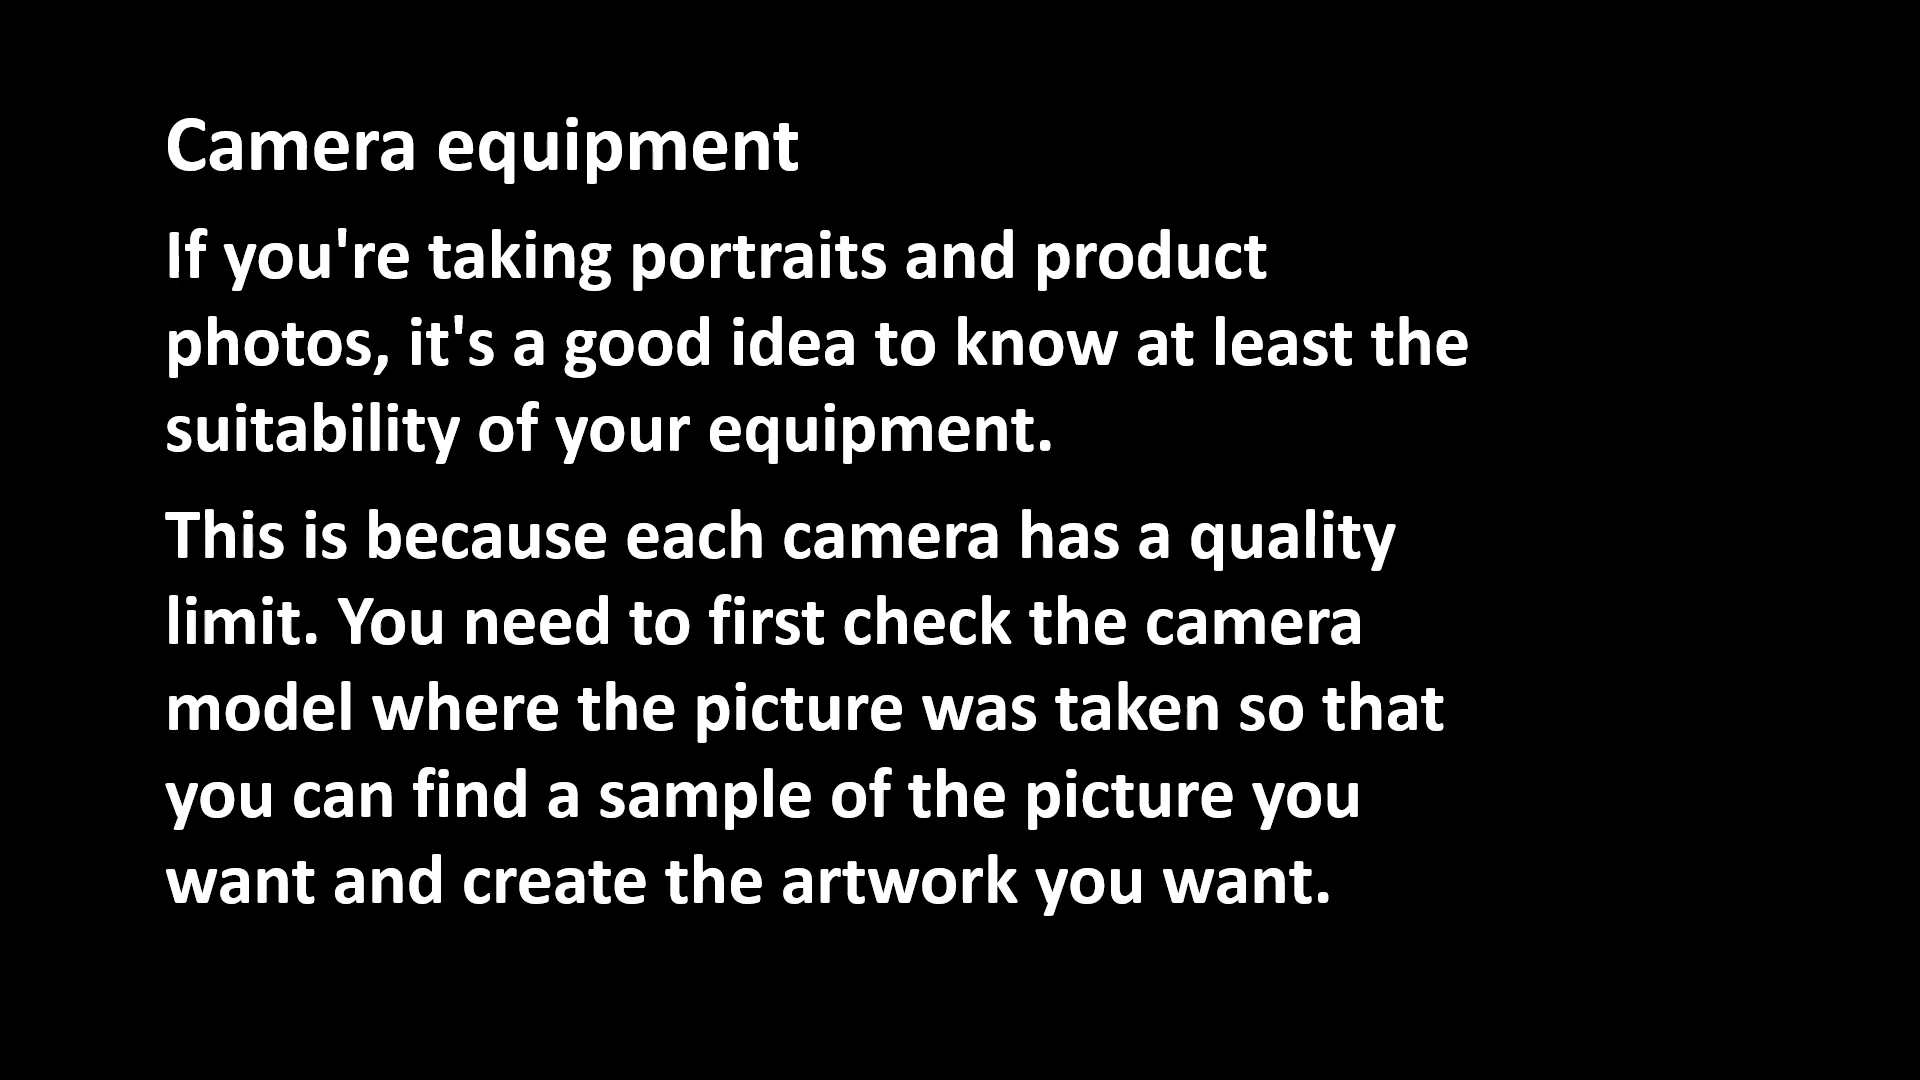 Camera equipment
If you're taking portraits and product
photos, it's a good idea to know at least the
suitability of your equipment.
This is because each camera has a quality
limit. You need to first check the camera
model where the picture was taken so that
you can find a sample of the picture you
want and create the artwork you want.